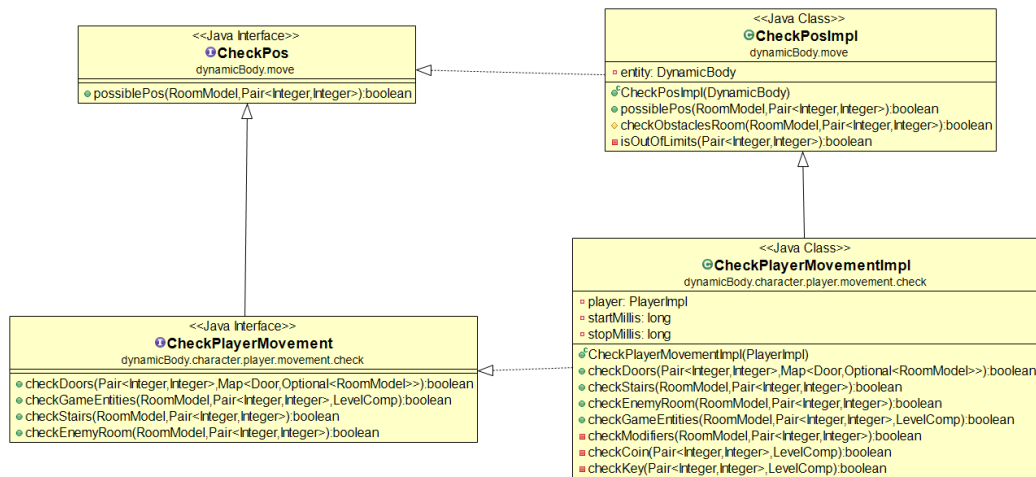 <<Java Interface>>
CheckPos
dynamicBody.move
possiblePos(RoomModel,Pair<Integer,Integer>):boolean
<<Java Class>>
CheckPosImpl
dynamicBody.move
entity: DynamicBody
CheckPosImpl(DynamicBody)
possiblePos(RoomModel,Pair<Integer,Integer>):boolean
checkObstaclesRoom(RoomModel,Pair<Integer,Integer>):boolean
isOutOfLimits(Pair<Integer,Integer>):boolean
<<Java Interface>>
CheckPlayerMovement
dynamicBody.character.player.movement.check
checkDoors(Pair<Integer,Integer>,Map<Door,Optional<RoomModel>>):boolean
checkGameEntities(RoomModel,Pair<Integer,Integer>,LevelComp):boolean
checkStairs(RoomModel,Pair<Integer,Integer>):boolean
checkEnemyRoom(RoomModel,Pair<Integer,Integer>):boolean
<<Java Class>>
CheckPlayerMovementImpl
dynamicBody.character.player.movement.check
player: PlayerImpl
startMillis: long
stopMillis: long
CheckPlayerMovementImpl(PlayerImpl)
checkDoors(Pair<Integer,Integer>,Map<Door,Optional<RoomModel>>):boolean
checkStairs(RoomModel,Pair<Integer,Integer>):boolean
checkEnemyRoom(RoomModel,Pair<Integer,Integer>):boolean
checkGameEntities(RoomModel,Pair<Integer,Integer>,LevelComp):boolean
checkModifiers(RoomModel,Pair<Integer,Integer>):boolean
checkCoin(Pair<Integer,Integer>,LevelComp):boolean
checkKey(Pair<Integer,Integer>,LevelComp):boolean